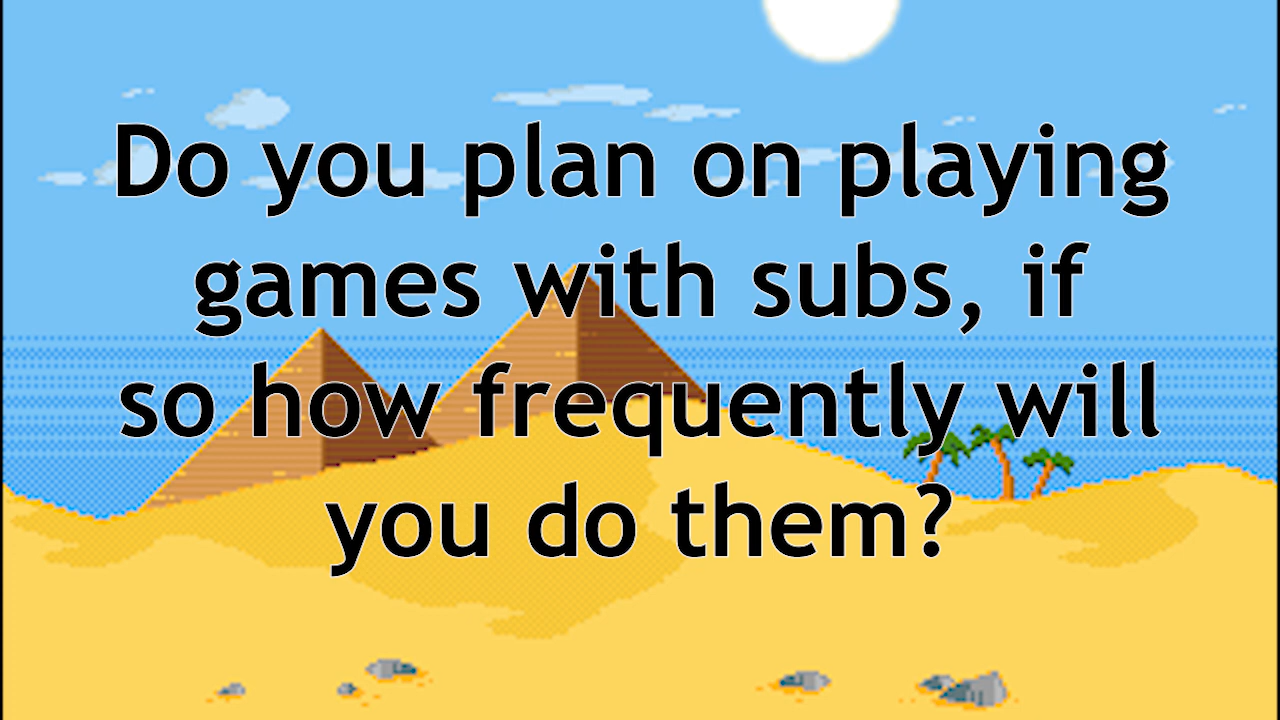 Do you plan on playing
games with subs, if
so how frequently will
you do them?